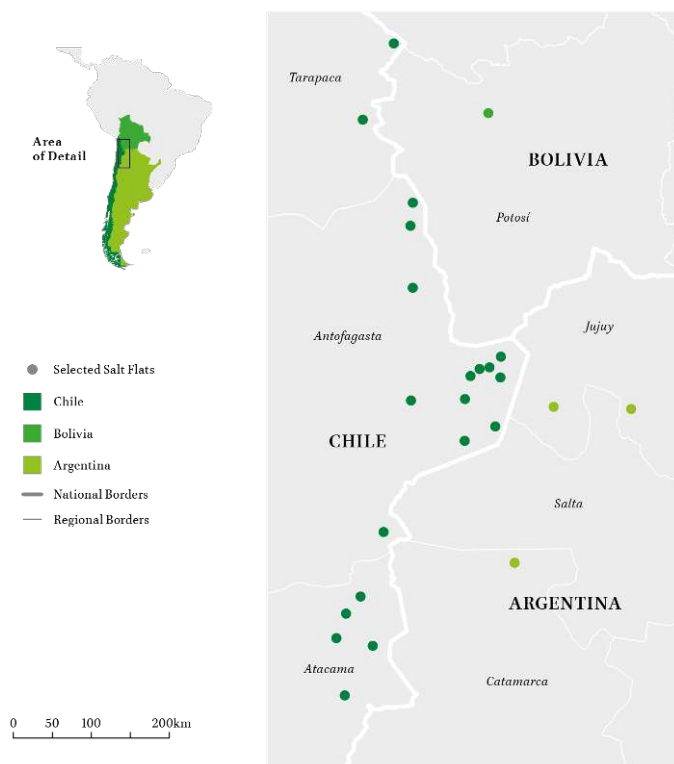 Area
of Detail
Selected Salt Flats
Chile
Bolivia
Argentina
National Borders
Regional Borders
0 50 100 200km
Tarapaca
BOLIVIA
Potosí
Jujuy
Antofagasta
CHILE
Salta
ARGENTINA
Atacama
Catamarca